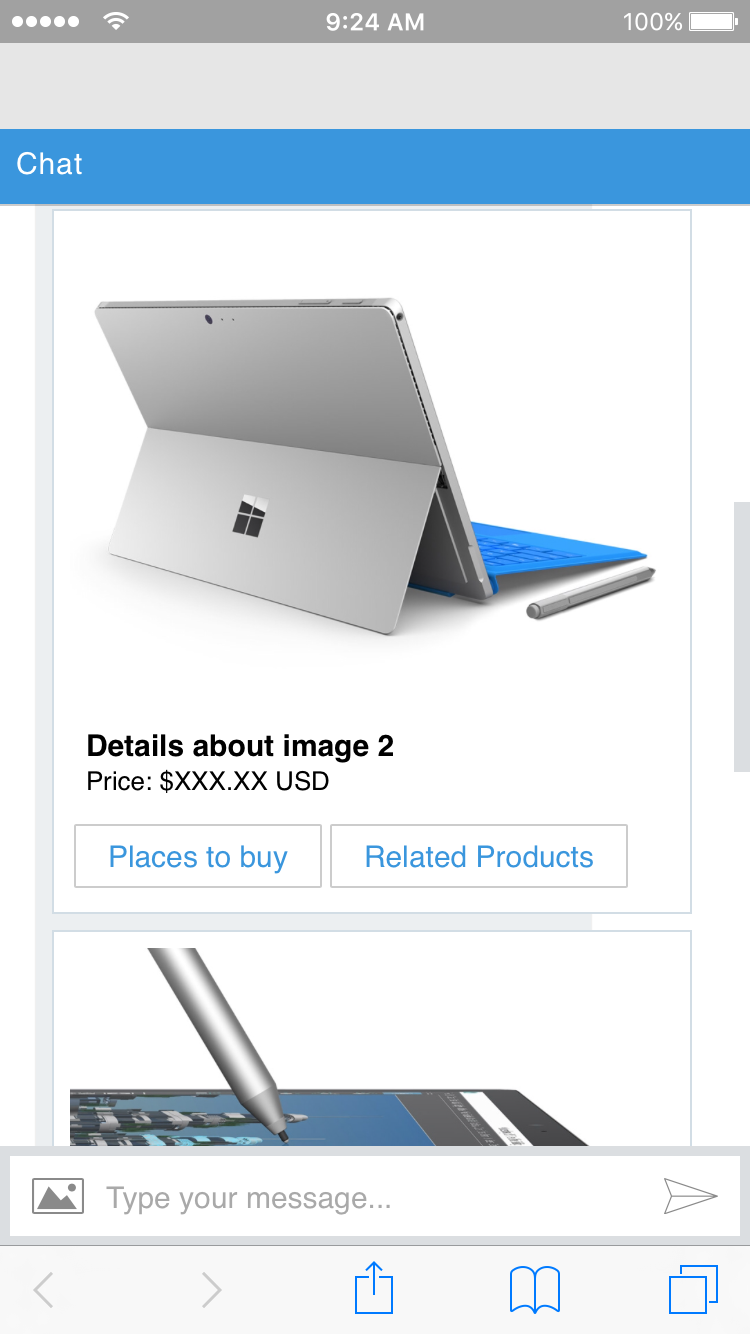 9:24 AM
100%
Chat
Details about image 2
Price: $XXX.XX USD
Places to buy
Related Products
Type your message...